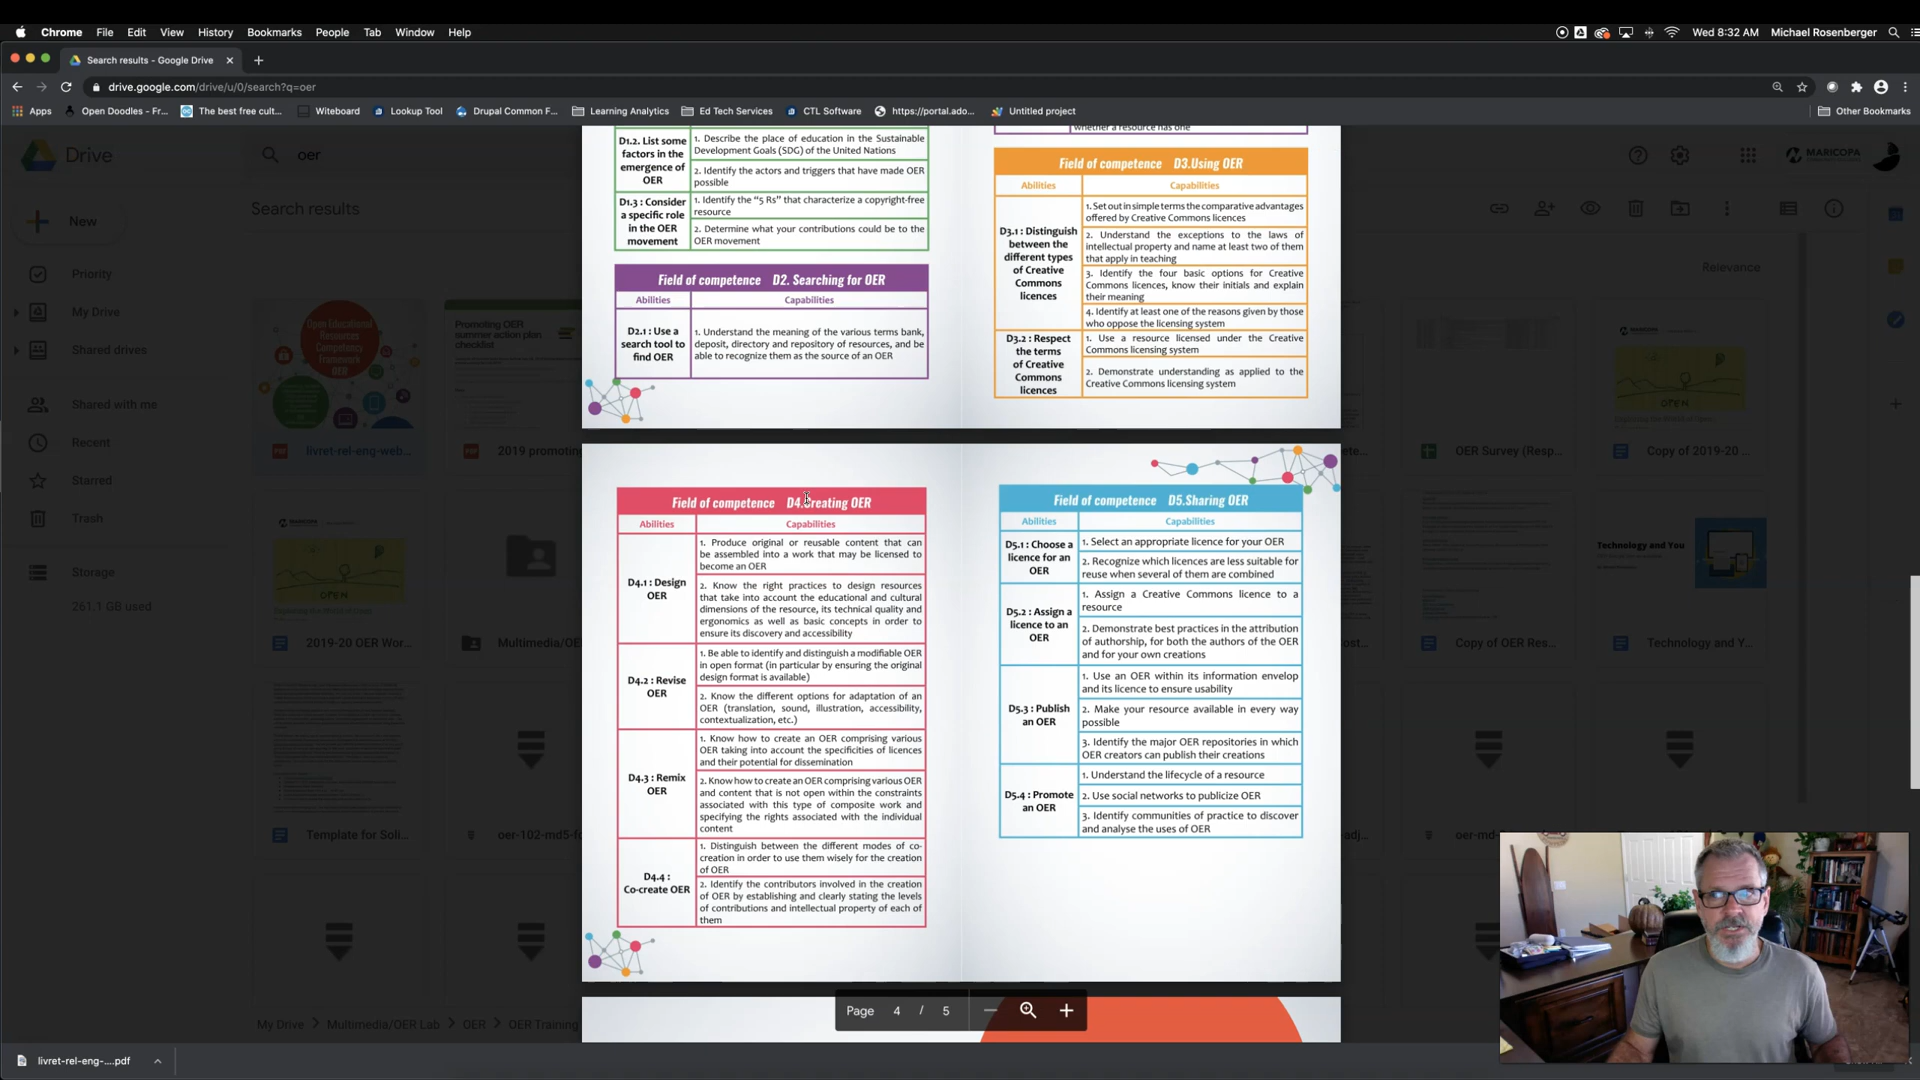 Chrome File Edit View History Bookmarks People Tab Window Help
Wed 8:32 AM Michael Rosenberger
Search results - Google Drive
drive.google.com/drive/u/0/search?q=oer
Apps Open Doodles - Fr... The best free cult... Witeboard Lookup Tool Drupal Common F... Learning Analytics Ed Tech Services CTL Software https://portal.ado... Untitled project Other Bookmarks
Drive
oer
MARICOPA
New
Search results
Relevance
Priority
My Drive
Shared drives
Shared with me
Recent
Starred
Trash
Storage
261.1 GB used
Open Educational
Resources
Competency
Framework
OER
livret-rel-eng-web...
Promoting OER
summer action plan
checklist
2019 promoting
OER Survey (Resp...
Copy of 2019-20 ...
2019-20 OER Wor...
Multimedia/OE
Copy of OER Res...
Technology and You
Technology and Y...
Template for Soli...
oer-102-md5-fo
oer-md-
D1.2. List some
factors in the
emergence of
OER
1. Describe the place of education in the Sustainable
Development Goals (SDG) of the United Nations
2. Identify the actors and triggers that have made OER
possible
D1.3 : Consider
a specific role
in the OER
movement
1. Identify the “5 Rs” that characterize a copyright-free
resource
2. Determine what your contributions could be to the
OER movement
Field of competence D2. Searching for OER
Abilities Capabilities
D2.1 : Use a
search tool to
find OER
1. Understand the meaning of the various terms bank,
deposit, directory and repository of resources, and be
able to recognize them as the source of an OER
whether a resource has one
Field of competence D3.Using OER
Abilities Capabilities
D3.1 : Distinguish
between the
different types
of Creative
Commons
licences
1. Set out in simple terms the comparative advantages
offered by Creative Commons licences
2. Understand the exceptions to the laws of
intellectual property and name at least two of them
that apply in teaching
3. Identify the four basic options for Creative
Commons licences, know their initials and explain
their meaning
4. Identify at least one of the reasons given by those
who oppose the licensing system
D3.2 : Respect
the terms
of Creative
Commons
licences
1. Use a resource licensed under the Creative
Commons licensing system
2. Demonstrate understanding as applied to the
Creative Commons licensing system
Field of competence D4.Creating OER
Abilities Capabilities
D4.1 : Design
OER
1. Produce original or reusable content that can
be assembled into a work that may be licensed to
become an OER
2. Know the right practices to design resources
that take into account the educational and cultural
dimensions of the resource, its technical quality and
ergonomics as well as basic concepts in order to
ensure its discovery and accessibility
D4.2 : Revise
OER
1. Be able to identify and distinguish a modifiable OER
in open format (in particular by ensuring the original
design format is available)
2. Know the different options for adaptation of an
OER (translation, sound, illustration, accessibility,
contextualization, etc.)
D4.3 : Remix
OER
1. Know how to create an OER comprising various
OER taking into account the specificities of licences
and their potential for dissemination
2. Know how to create an OER comprising various OER
and content that is not open within the constraints
associated with this type of composite work and
specifying the rights associated with the individual
content
D4.4 :
Co-create OER
1. Distinguish between the different modes of co-
creation in order to use them wisely for the creation
of OER
2. Identify the contributors involved in the creation
of OER by establishing and clearly stating the levels
of contributions and intellectual property of each of
them
Field of competence D5.Sharing OER
Abilities Capabilities
D5.1 : Choose a
licence for an
OER
1. Select an appropriate licence for your OER
2. Recognize which licences are less suitable for
reuse when several of them are combined
D5.2 : Assign a
licence to an
OER
1. Assign a Creative Commons licence to a
resource
2. Demonstrate best practices in the attribution
of authorship, for both the authors of the OER
and for your own creations
D5.3 : Publish
an OER
1. Use an OER within its information envelop
and its licence to ensure usability
2. Make your resource available in every way
possible
3. Identify the major OER repositories in which
OER creators can publish their creations
D5.4 : Promote
an OER
1. Understand the lifecycle of a resource
2. Use social networks to publicize OER
3. Identify communities of practice to discover
and analyse the uses of OER
Page 4 / 5
My Drive Multimedia/OER Lab OER OER Training
livret-rel-eng-....pdf